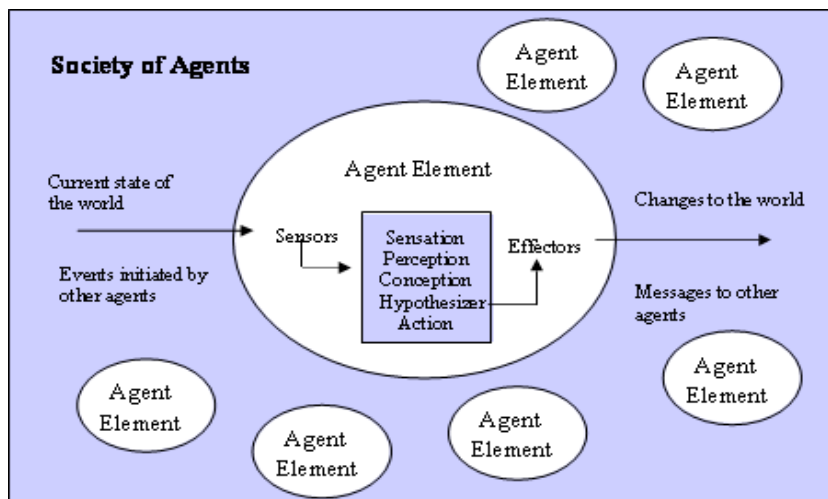 Society of Agents
Agent
Element
Agent
Element
Agent Element
Current state of
the world
Changes to the world
Sensors
Sensation
Perception
Conception
Hypothesizer
Action
Effectors
Events initiated by
other agents
Messages to other
agents
Agent
Element
Agent
Element
Agent
Element
Agent
Element